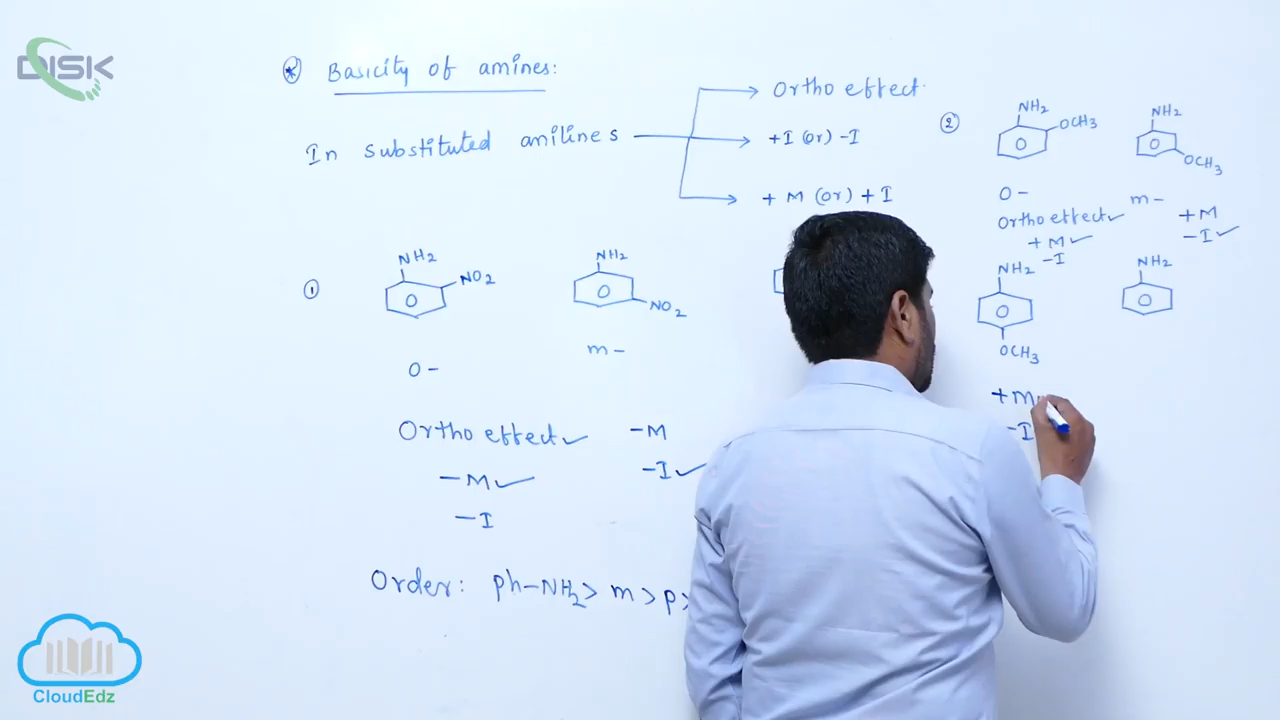 DISK
* Basicity of amines:
In substituted anilines
Ortho effect.
+I (or) -I
+ M (or) + I
①
NH2
NO2
O -
Ortho effect ✓
- M ✓
- I
NH2
NO2
m -
- M
- I ✓
Order: ph-NH2 > m > p >
②
NH2
OCH3
O -
Ortho effect ✓
+ M ✓
- I
NH2
OCH3
m -
+ M
- I ✓
NH2
OCH3
+ M
- I
NH2
CloudEdz